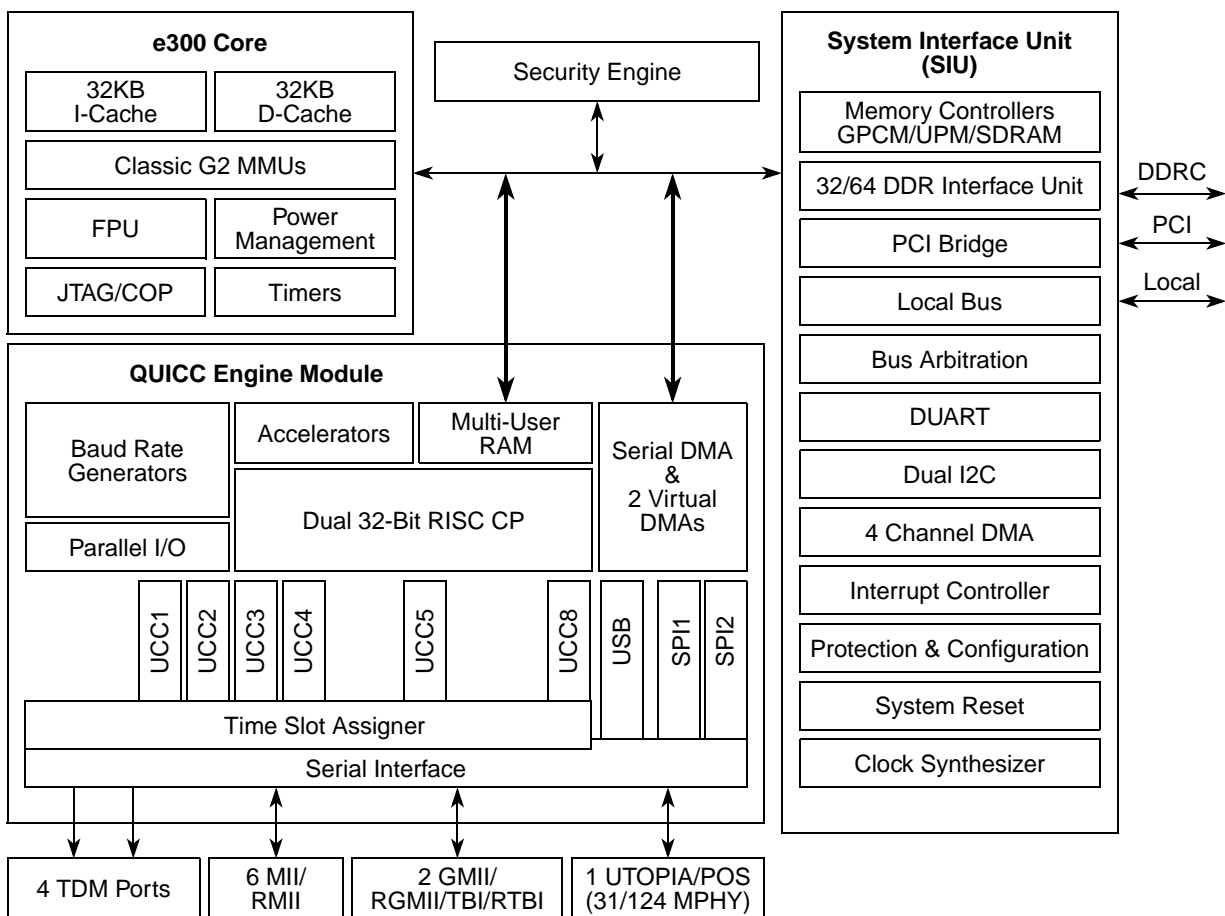 e300 Core
32KB
I-Cache
32KB
D-Cache
Classic G2 MMUs
FPU
Power
Management
JTAG/COP
Timers
Security Engine
System Interface Unit
(SIU)
Memory Controllers
GPCM/UPM/SDRAM
32/64 DDR Interface Unit
PCI Bridge
Local Bus
Bus Arbitration
DUART
Dual I2C
4 Channel DMA
Interrupt Controller
Protection & Configuration
System Reset
Clock Synthesizer
DDRC
PCI
Local
QUICC Engine Module
Baud Rate
Generators
Parallel I/O
Accelerators
Multi-User
RAM
Dual 32-Bit RISC CP
Serial DMA
&
2 Virtual
DMAs
UCC1
UCC2
UCC3
UCC4
UCC5
UCC8
USB
SPI1
SPI2
Time Slot Assigner
Serial Interface
4 TDM Ports
6 MII/
RMII
2 GMII/
RGMII/TBI/RTBI
1 UTOPIA/POS
(31/124 MPHY)